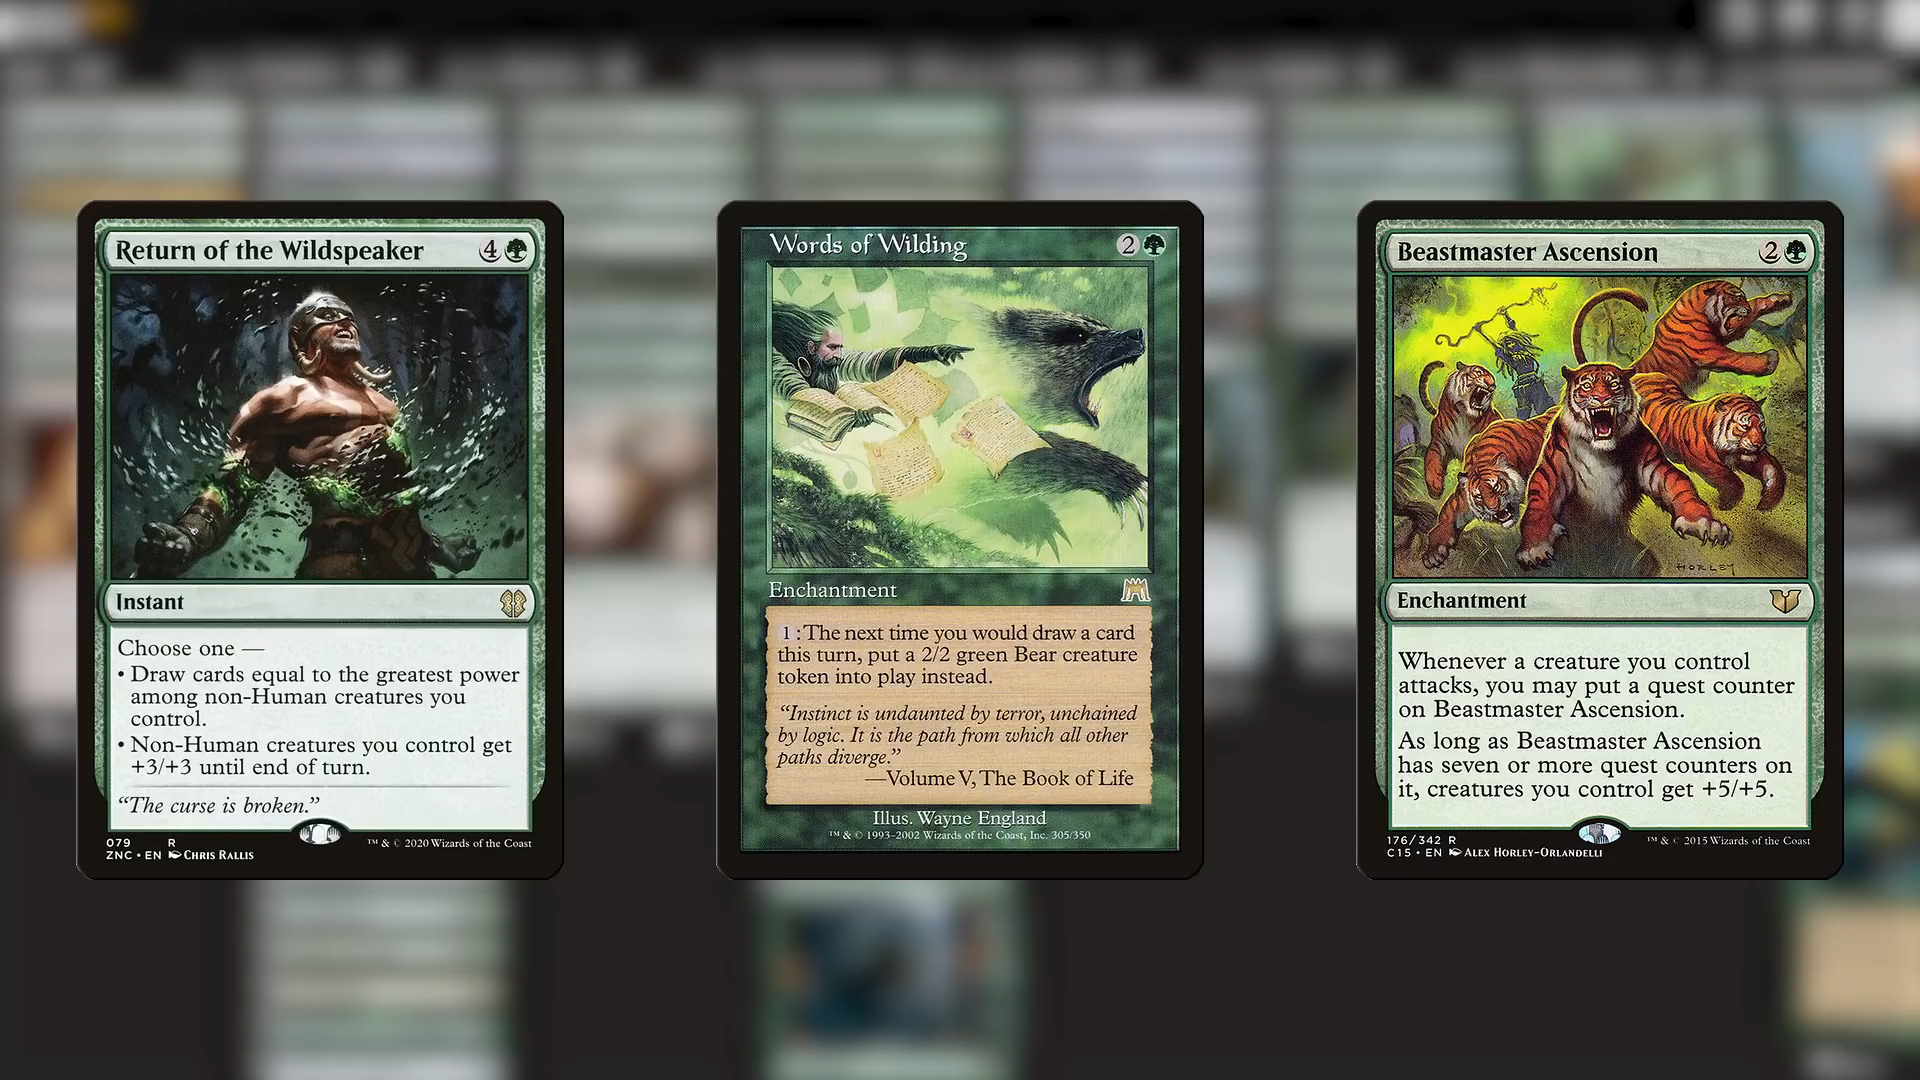 Return of the Wildspeaker 4
Instant
Choose one —
• Draw cards equal to the greatest power
among non-Human creatures you
control.
• Non-Human creatures you control get
+3/+3 until end of turn.
“The curse is broken.”
079 R
ZNC • EN CHRIS RALLIS
™ & © 2020 Wizards of the Coast
Words of Wilding 2
Enchantment
1:The next time you would draw a card
this turn, put a 2/2 green Bear creature
token into play instead.
“Instinct is undaunted by terror, unchained
by logic. It is the path from which all other
paths diverge.”
—Volume V, The Book of Life
Illus. Wayne England
™ & © 1993–2002 Wizards of the Coast, Inc. 305/350
Beastmaster Ascension 2
HORLEY
Enchantment
Whenever a creature you control
attacks, you may put a quest counter
on Beastmaster Ascension.
As long as Beastmaster Ascension
has seven or more quest counters on
it, creatures you control get +5/+5.
176/342 R
C15 • EN ALEX HORLEY-ORLANDELLI
™ & © 2015 Wizards of the Coast